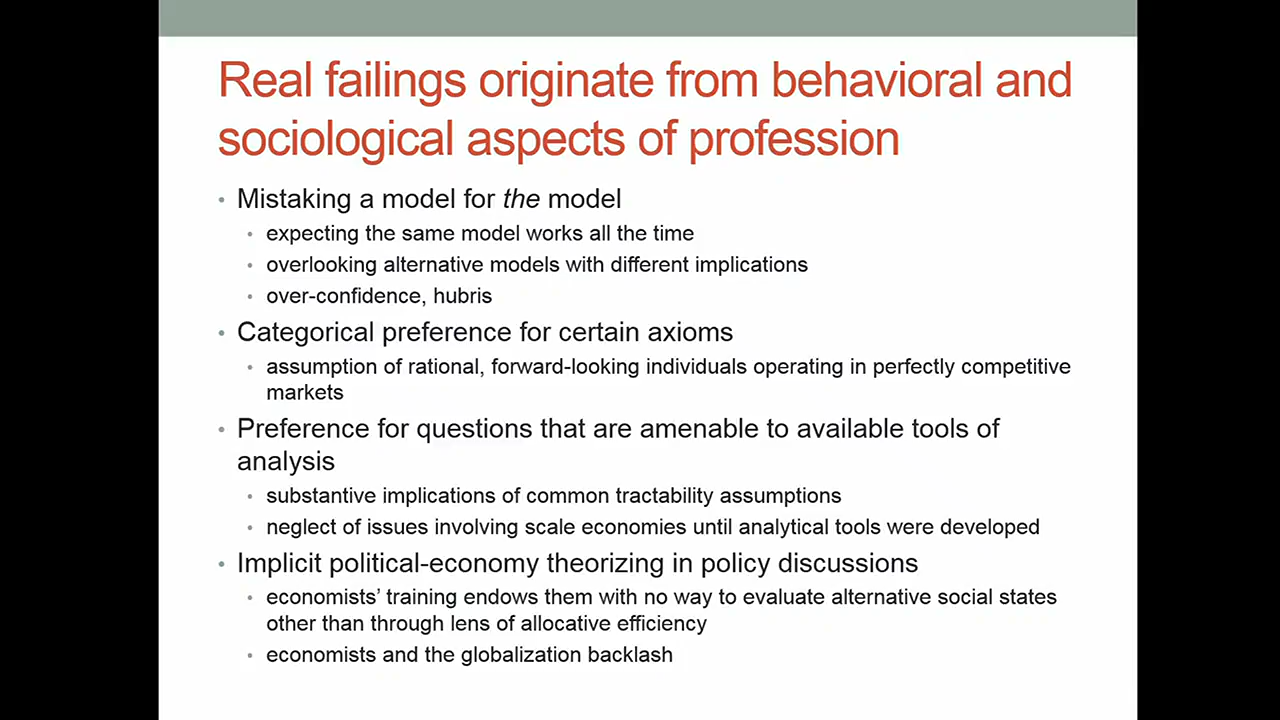 Real failings originate from behavioral and
sociological aspects of profession
• Mistaking a model for the model
• expecting the same model works all the time
• overlooking alternative models with different implications
• over-confidence, hubris
• Categorical preference for certain axioms
• assumption of rational, forward-looking individuals operating in perfectly competitive
markets
• Preference for questions that are amenable to available tools of
analysis
• substantive implications of common tractability assumptions
• neglect of issues involving scale economies until analytical tools were developed
• Implicit political-economy theorizing in policy discussions
• economists’ training endows them with no way to evaluate alternative social states
other than through lens of allocative efficiency
• economists and the globalization backlash